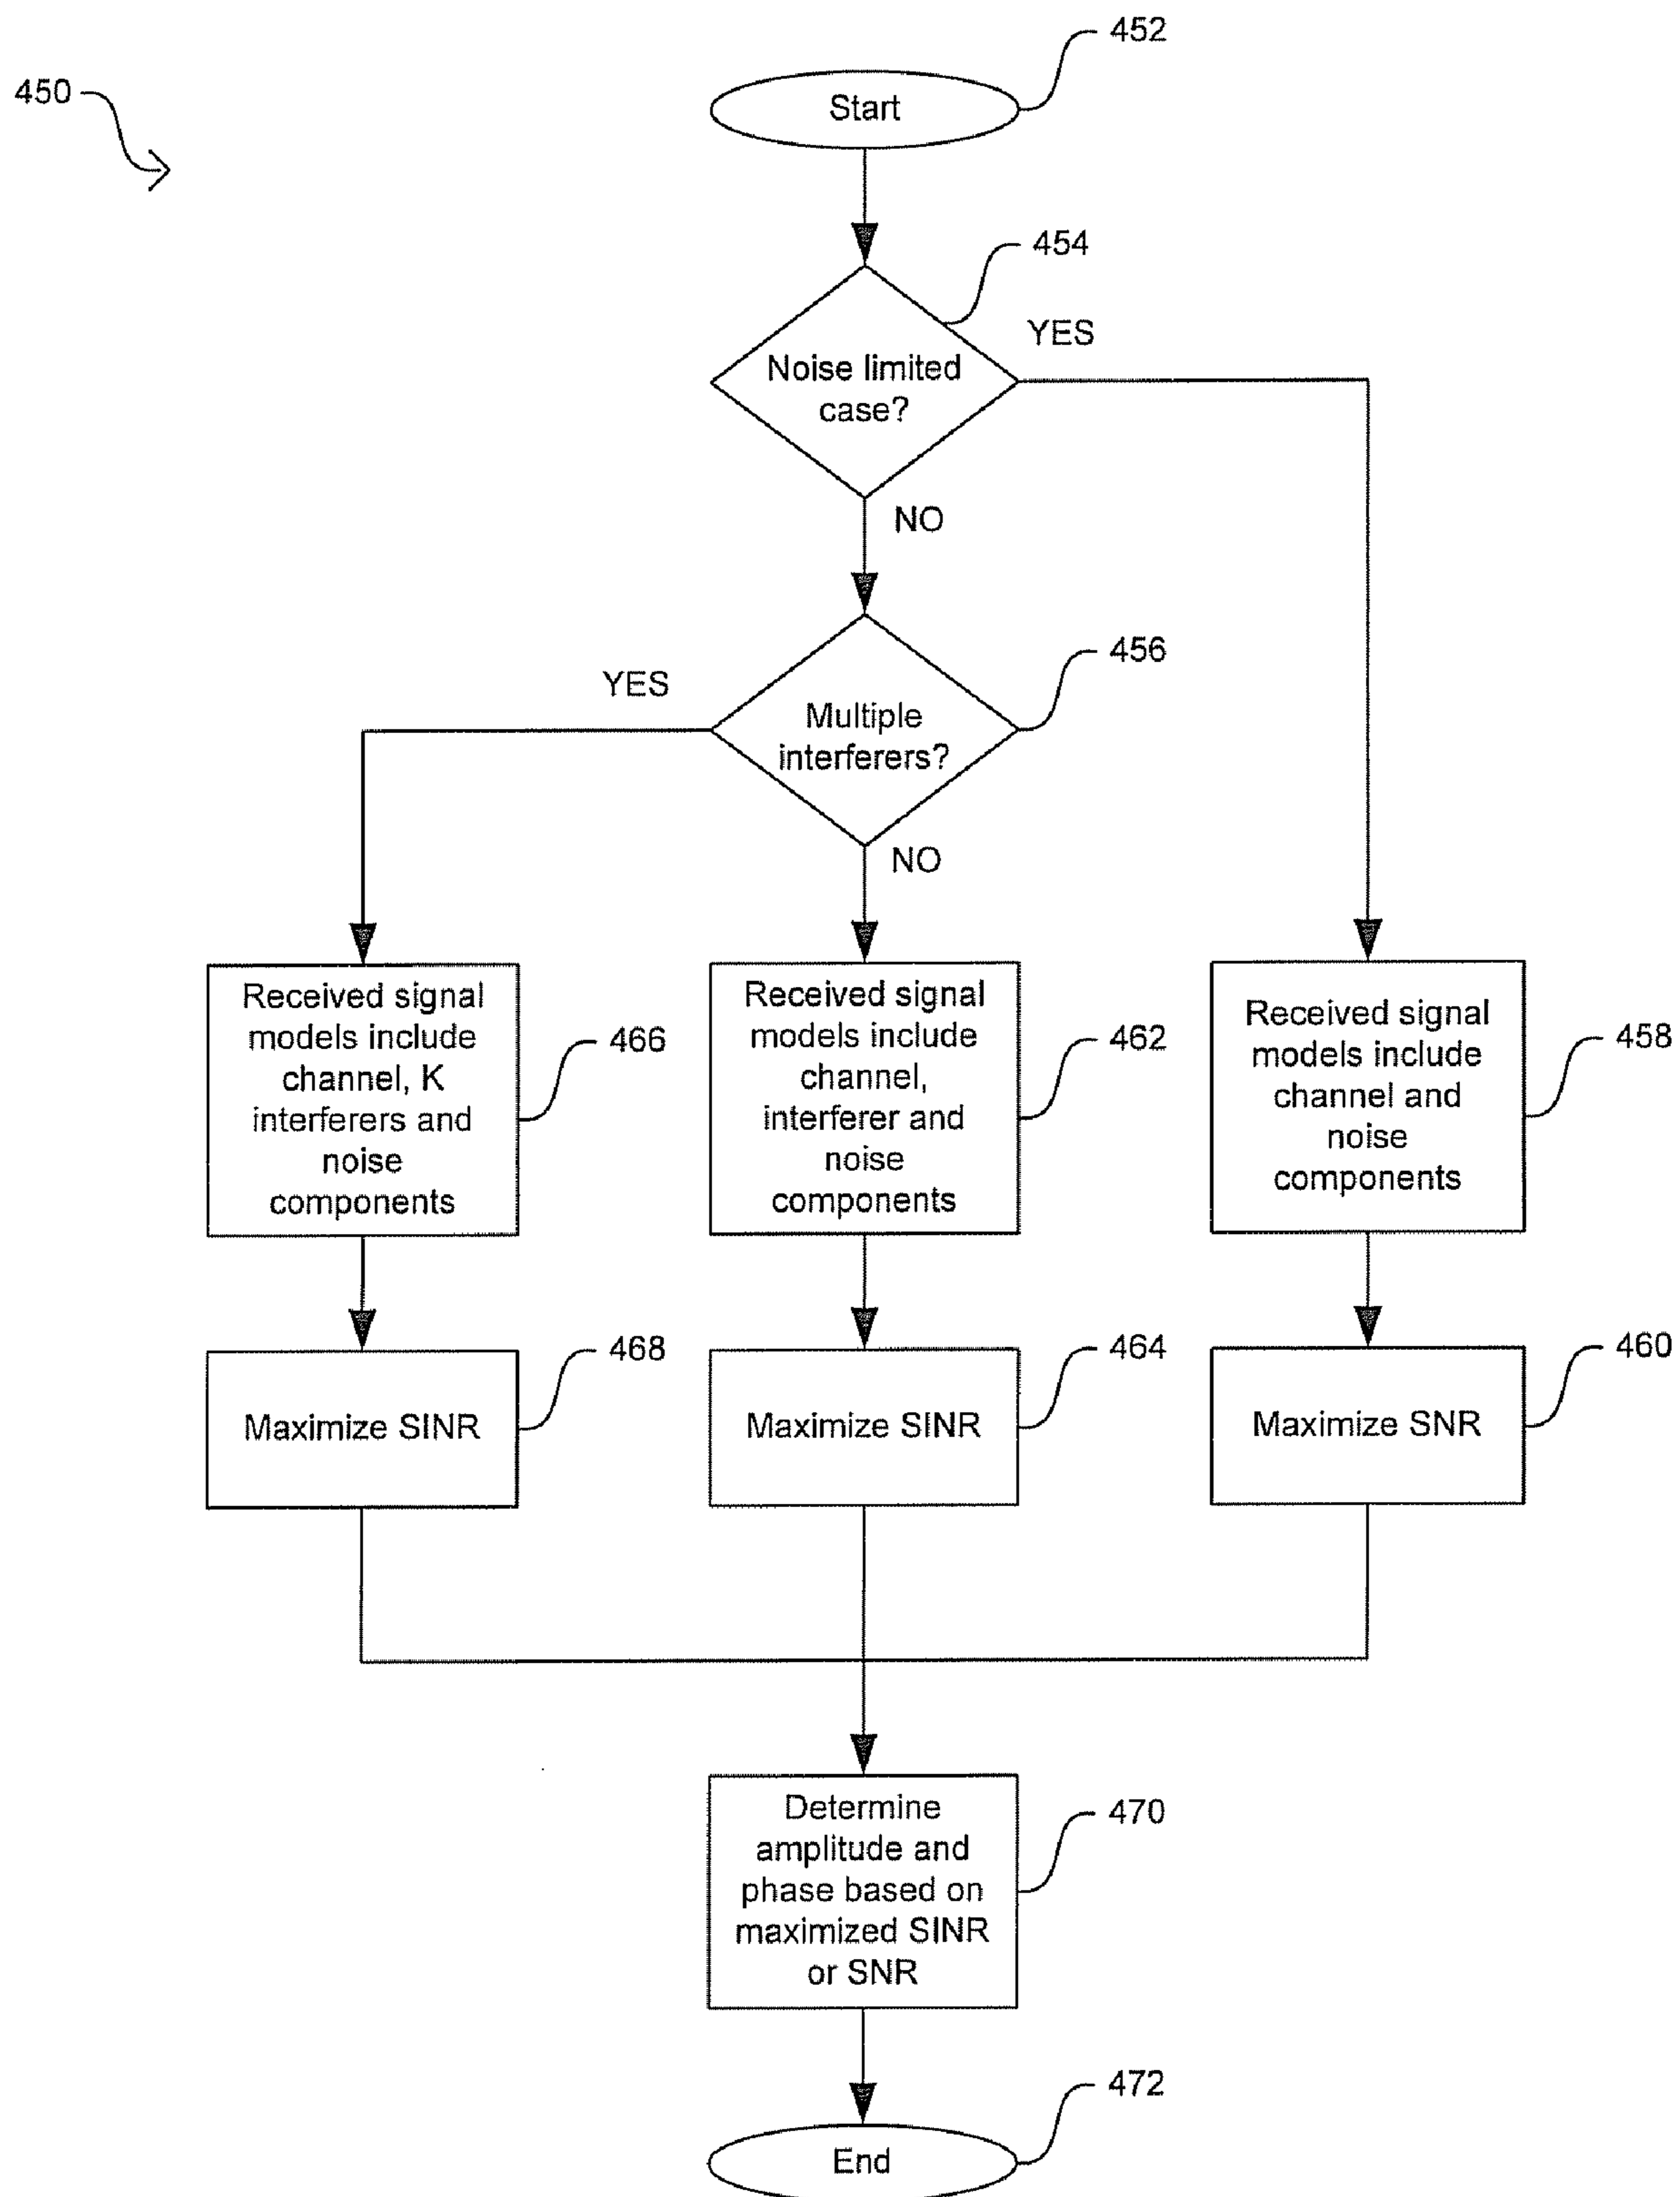 452
450
Start
454
YES
Noise limited
case?
NO
456
YES
Multiple
interferers?
NO
Received signal
models include
channel, K
interferers and
noise
components
466
Received signal
models include
channel,
interferer and
noise
components
462
Received signal
models include
channel and
noise
components
458
468
Maximize SINR
464
Maximize SINR
460
Maximize SNR
Determine
amplitude and
phase based on
maximized SINR
or SNR
470
472
End